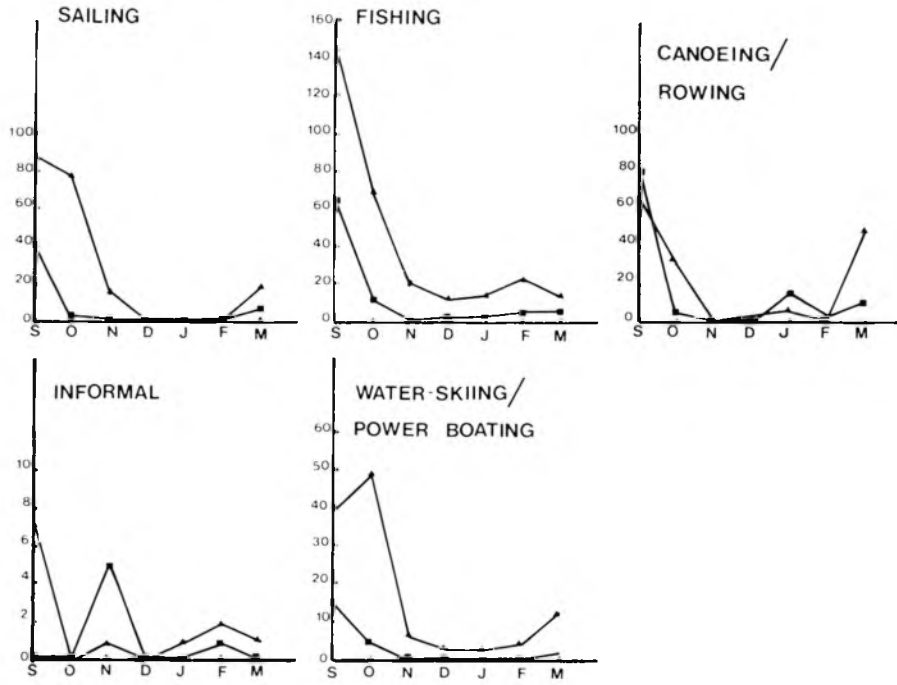 SAILING
100
80
60
40
20
0
S O N D J F M
FISHING
160
140
120
100
80
60
40
20
0
S O N D J F M
CANOEING/
ROWING
100
80
60
40
20
0
S O N D J F M
INFORMAL
10
8
6
4
2
0
S O N D J F M
WATER-SKIING/
POWER BOATING
60
50
40
30
20
10
0
S O N D J F M